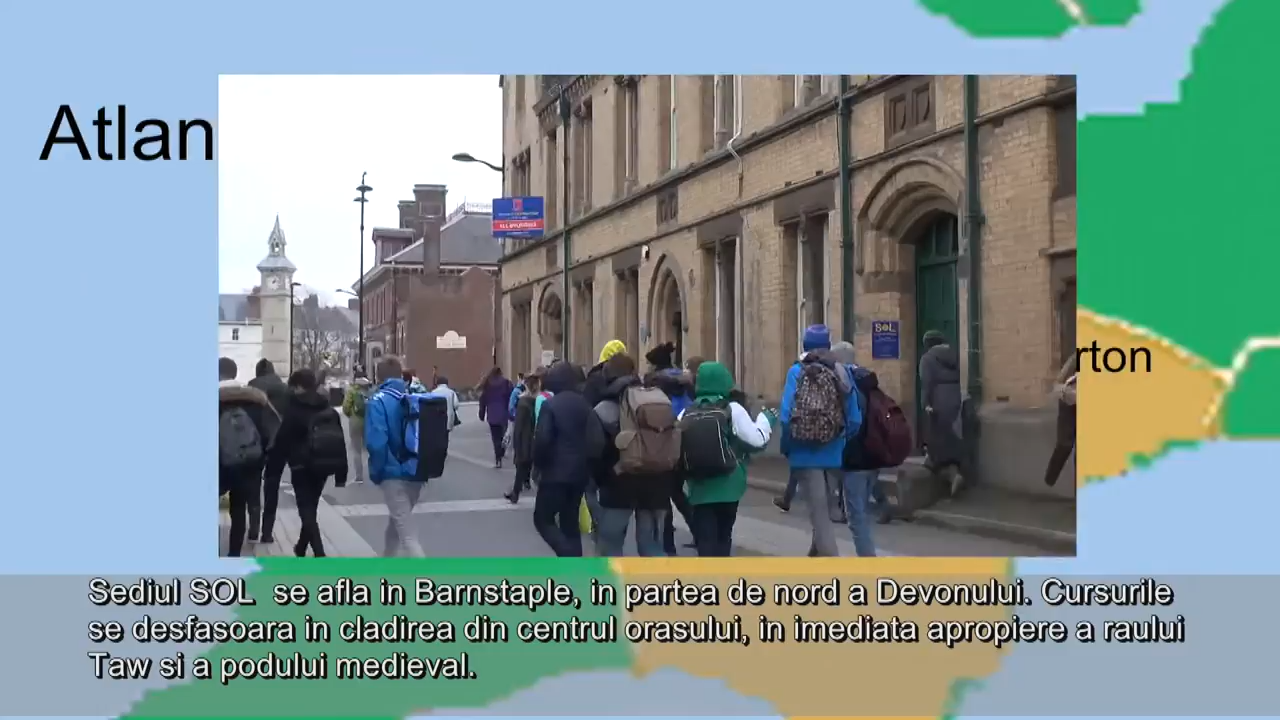 Atlan
SOL
rton
Sediul SOL se afla in Barnstaple, in partea de nord a Devonului. Cursurile
se desfasoara in cladirea din centrul orasului, in imediata apropiere a raului
Taw si a podului medieval.